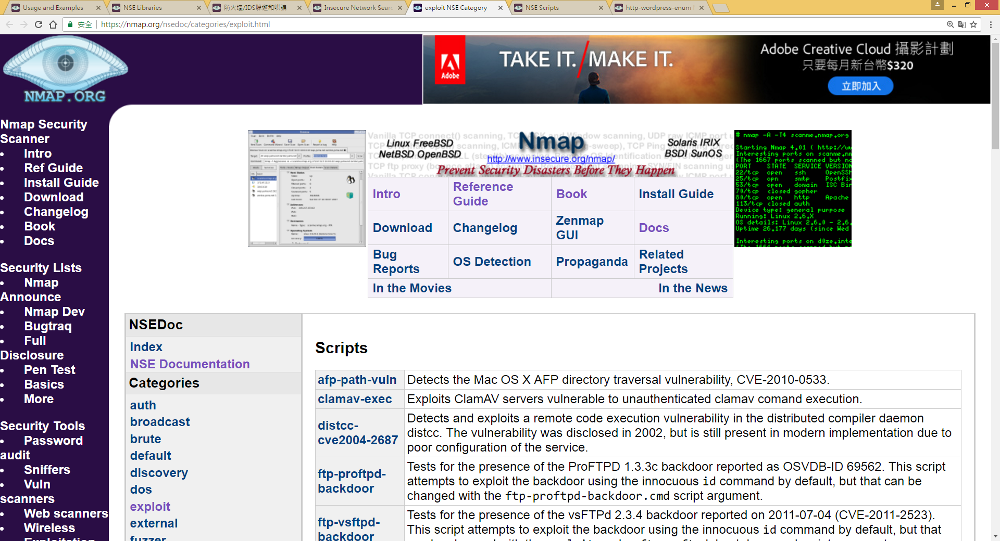 Usage and Examples
NSE Libraries
防火墙/IDS躲避和哄骗
Insecure Network Sear
exploit NSE Category
NSE Scripts
http-wordpress-enum
安全
https://nmap.org/nsedoc/categories/exploit.html
NMAP.ORG
Adobe
TAKE IT. / MAKE IT.
Adobe Creative Cloud 攝影計劃
只要每月新台幣$320
立即加入
Nmap Security
Scanner
• Intro
• Ref Guide
• Install Guide
• Download
• Changelog
• Book
• Docs
Security Lists
• Nmap
Announce
• Nmap Dev
• Bugtraq
• Full
Disclosure
• Pen Test
• Basics
• More
Security Tools
• Password
audit
• Sniffers
• Vuln
scanners
• Web scanners
• Wireless
• Exploitation
Linux FreeBSD
NetBSD OpenBSD
Nmap
http://www.insecure.org/nmap/
Prevent Security Disasters Before They Happen
Solaris IRIX
BSDI SunOS
# nmap -A -T4 scanme.nmap.org
Starting Nmap 4.01 ( http://w
Interesting ports on scanme.n
(The 1667 ports scanned but n
PORT STATE SERVICE VERSION
22/tcp open ssh OpenSS
25/tcp opn smtp Postfi
53/tcp open domain ISC Bi
70/tcp closed gopher
80/tcp open http Apache
113/tcp closed auth
Device type: general purpose
Running: Linux 2.6.X
OS details: Linux 2.6.0 - 2.6.
Uptime 26.177 days (since Wed
Interesting ports on d0ze.inte
Intro
Reference
Guide
Book
Install Guide
Download
Changelog
Zenmap
GUI
Docs
Bug
Reports
OS Detection
Propaganda
Related
Projects
In the Movies
In the News
NSEDoc
Index
NSE Documentation
Categories
auth
broadcast
brute
default
discovery
dos
exploit
external
fuzzer
Scripts
afp-path-vuln
Detects the Mac OS X AFP directory traversal vulnerability, CVE-2010-0533.
clamav-exec
Exploits ClamAV servers vulnerable to unauthenticated clamav comand execution.
distcc-
cve2004-2687
Detects and exploits a remote code execution vulnerability in the distributed compiler daemon
distcc. The vulnerability was disclosed in 2002, but is still present in modern implementation due to
poor configuration of the service.
ftp-proftpd-
backdoor
Tests for the presence of the ProFTPD 1.3.3c backdoor reported as OSVDB-ID 69562. This script
attempts to exploit the backdoor using the innocuous id command by default, but that can be
changed with the ftp-proftpd-backdoor.cmd script argument.
ftp-vsftpd-
backdoor
Tests for the presence of the vsFTPd 2.3.4 backdoor reported on 2011-07-04 (CVE-2011-2523).
This script attempts to exploit the backdoor using the innocuous id command by default, but that